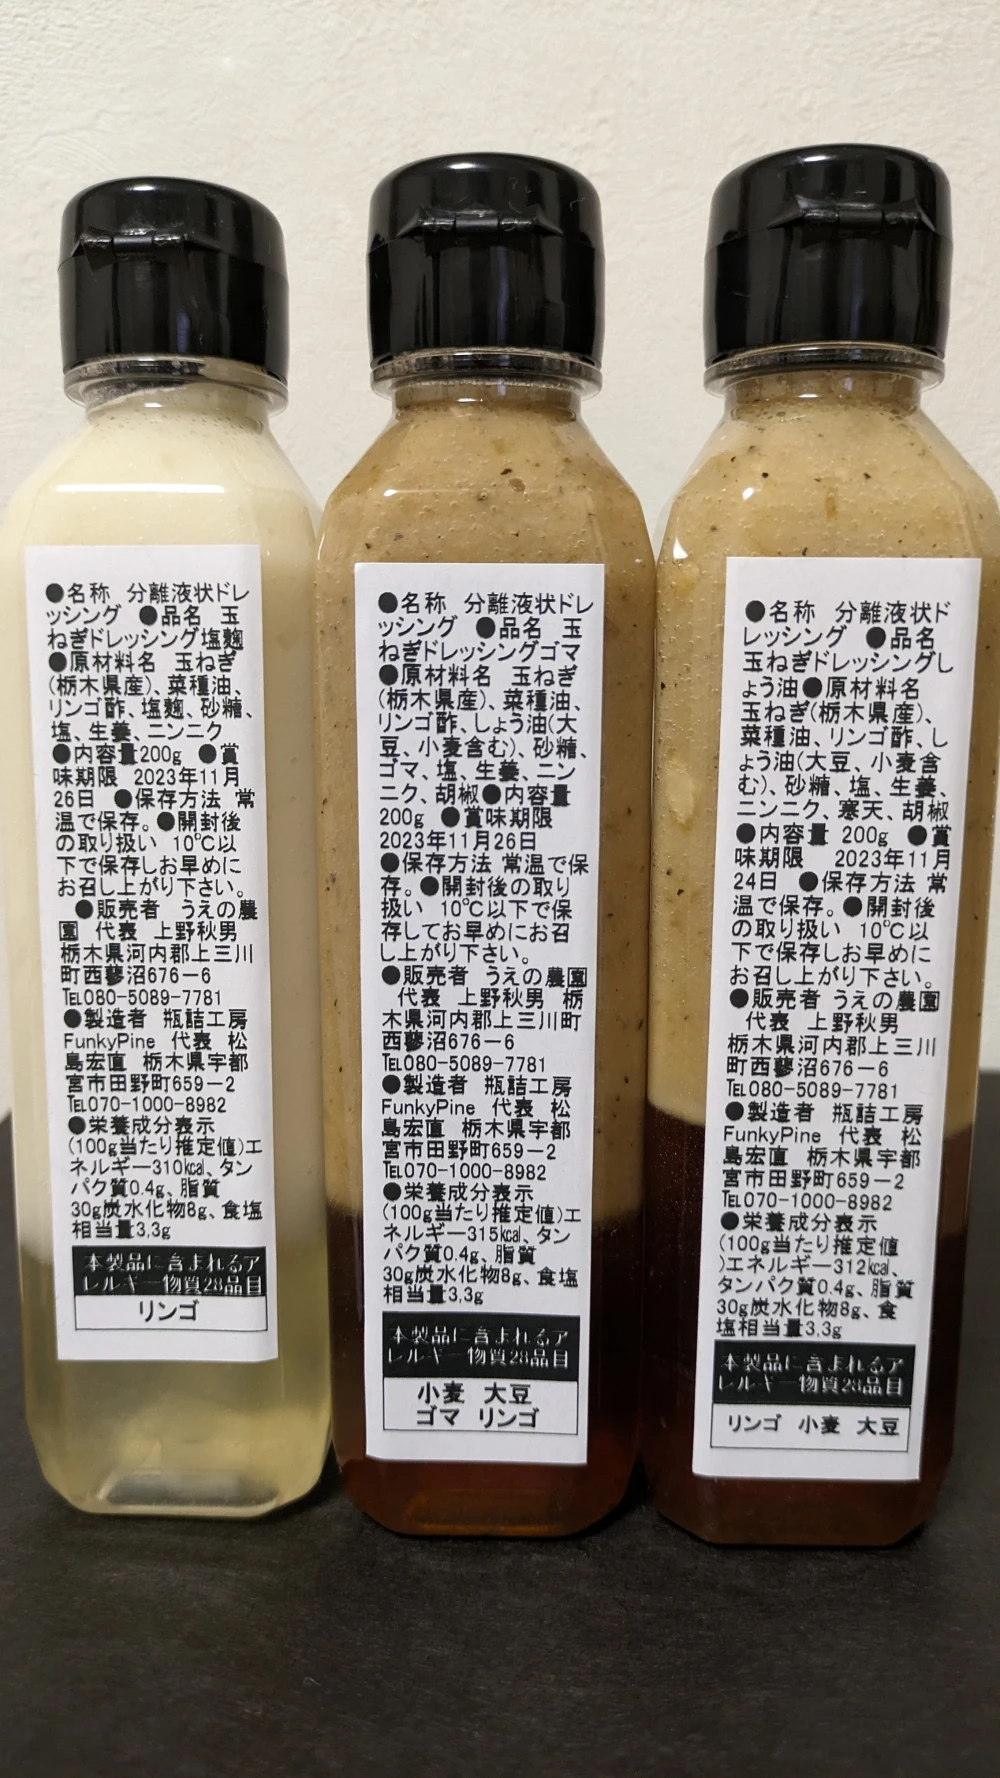 ●名称　分離液状ドレ
ッシング　●品名　玉
ねぎドレッシング塩麹
●原材料名　玉ねぎ
(栃木県産)、菜種油、
リンゴ酢、塩麹、砂糖、
塩、生姜、ニンニク
●内容量200g　●賞
味期限　2023年11月
26日　●保存方法　常
温で保存。●開封後
の取り扱い　10℃以
下で保存しお早めに
お召し上がり下さい。
●販売者　うえの農
園　代表　上野秋男
栃木県河内郡上三川
町西蓼沼676－6
℡080-5089-7781
●製造者　瓶詰工房
FunkyPine　代表　松
島宏直　栃木県宇都
宮市田野町659－2
℡070-1000-8982
●栄養成分表示
(100g当たり推定値)エ
ネルギー310㎉、タン
パク質0.4g、脂質
30g炭水化物8g、食塩
相当量3.3g
本製品に含まれるア
レルギー物質28品目
リンゴ
●名称　分離液状ドレ
ッシング　●品名　玉
ねぎドレッシングゴマ
●原材料名　玉ねぎ
(栃木県産)、菜種油、
リンゴ酢、しょう油(大
豆、小麦含む)、砂糖、
ゴマ、塩、生姜、ニン
ニク、胡椒●内容量
200g　●賞味期限
2023年11月26日
●保存方法 常温で保
存。●開封後の取り
扱い　10℃以下で保
存してお早めにお召
し上がり下さい。
●販売者　うえの農園
代表　上野秋男　栃
木県河内郡上三川町
西蓼沼676－6
℡080-5089-7781
●製造者　瓶詰工房
FunkyPine　代表　松
島宏直　栃木県宇都
宮市田野町659－2
℡070-1000-8982
●栄養成分表示
(100g当たり推定値)エ
ネルギー315㎉、タン
パク質0.4g、脂質
30g炭水化物8g、食塩
相当量3.3g
本製品に含まれるア
レルギー物質28品目
小麦　大豆
ゴマ　リンゴ
●名称　分離液状ド
レッシング　●品名
玉ねぎドレッシングし
ょう油●原材料名
玉ねぎ(栃木県産)、
菜種油、リンゴ酢、し
ょう油(大豆、小麦含
む)、砂糖、塩、生姜、
ニンニク、寒天、胡椒
●内容量　200g　●賞
味期限　2023年11月
24日　●保存方法 常
温で保存。●開封後
の取り扱い　10℃以
下で保存しお早めに
お召し上がり下さい。
●販売者　うえの農園
代表　上野秋男
栃木県河内郡上三川
町西蓼沼676－6
℡080-5089-7781
●製造者　瓶詰工房
FunkyPine　代表　松
島宏直　栃木県宇都
宮市田野町659－2
℡070-1000-8982
●栄養成分表示
(100g当たり推定値
)エネルギー312㎉、
タンパク質0.4g、脂質
30g炭水化物8g、食
塩相当量3.3g
本製品に含まれるア
レルギー物質28品目
リンゴ　小麦　大豆